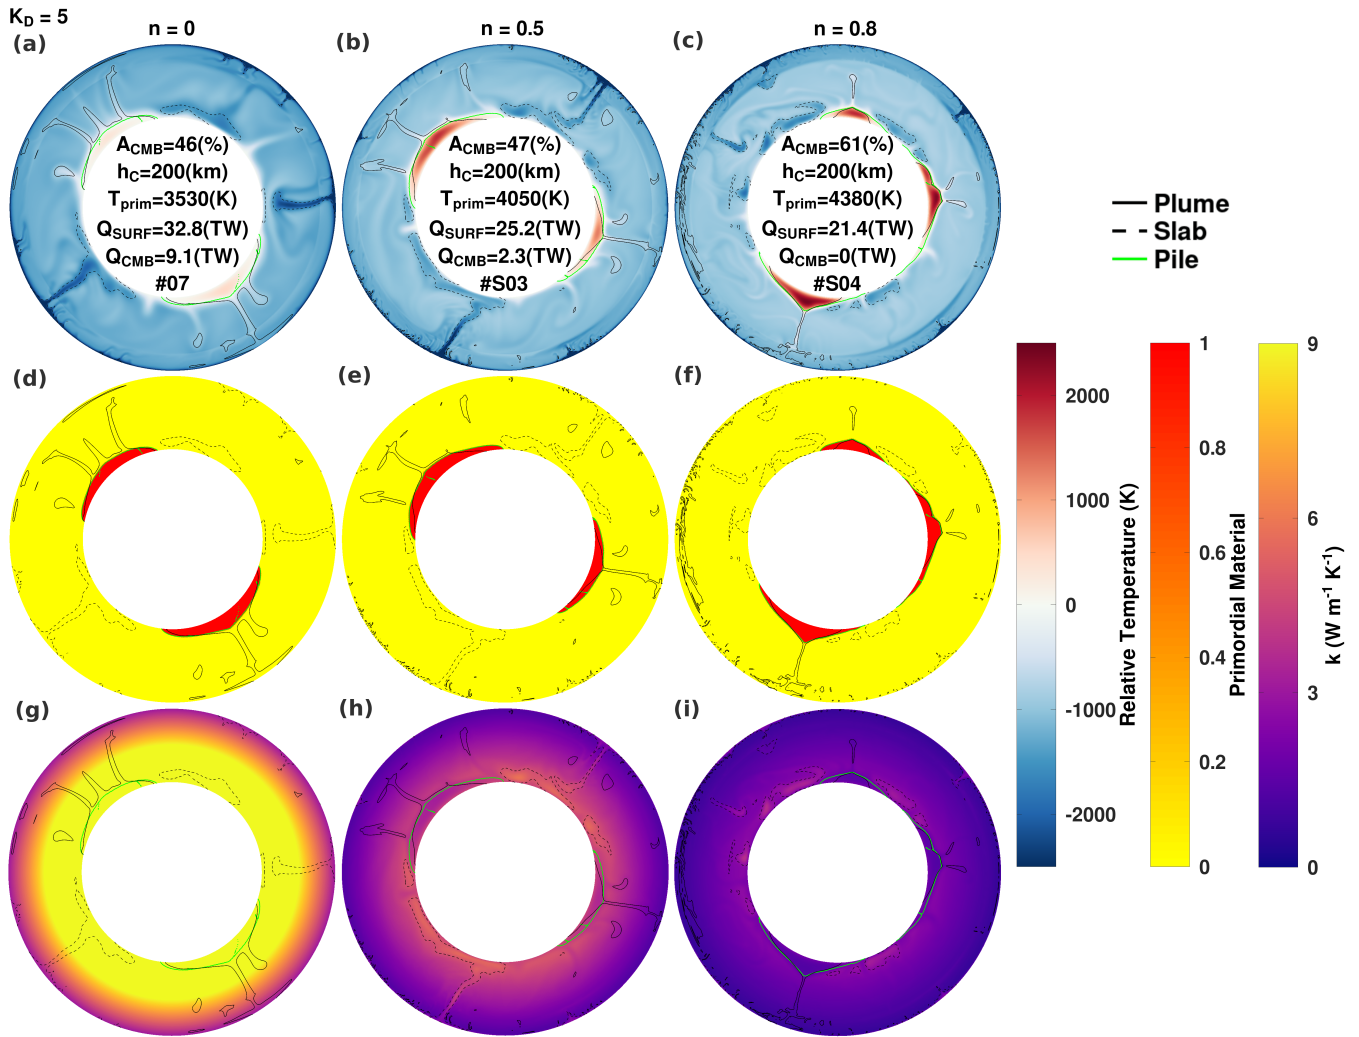 K_D = 5
n = 0
n = 0.5
n = 0.8
(a)
(b)
(c)
A_CMB=46(%)
h_C=200(km)
T_prim=3530(K)
Q_SURF=32.8(TW)
Q_CMB=9.1(TW)
#07
A_CMB=47(%)
h_C=200(km)
T_prim=4050(K)
Q_SURF=25.2(TW)
Q_CMB=2.3(TW)
#S03
A_CMB=61(%)
h_C=200(km)
T_prim=4380(K)
Q_SURF=21.4(TW)
Q_CMB=0(TW)
#S04
Plume
Slab
Pile
(d)
(e)
(f)
(g)
(h)
(i)
2000
1000
0
-1000
-2000
Relative Temperature (K)
1
0.8
0.6
0.4
0.2
0
Primordial Material
9
6
3
0
k (W m⁻¹ K⁻¹)